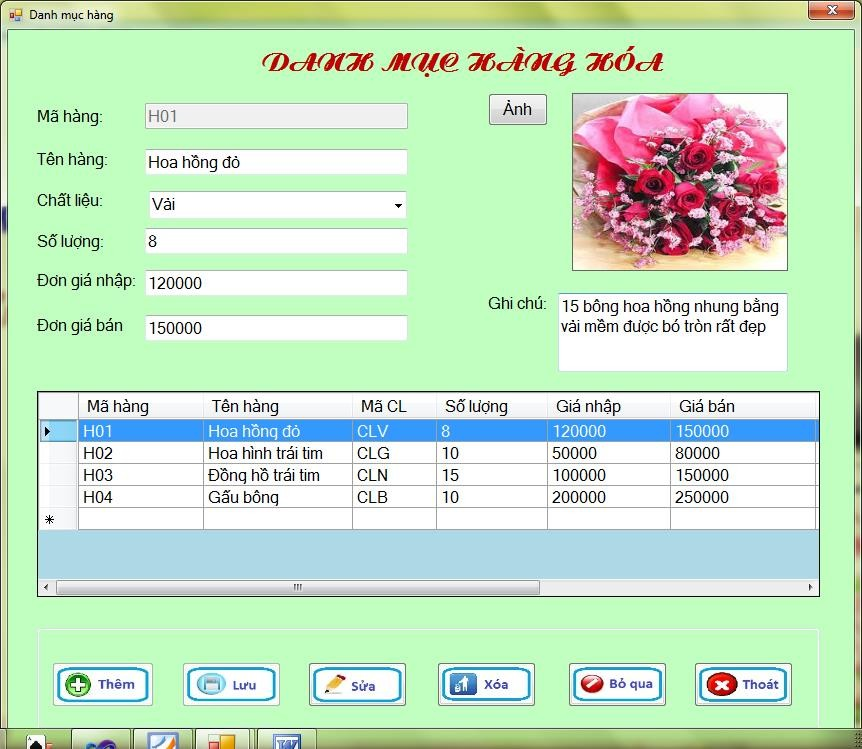 Danh mục hàng
DANH MỤC HÀNG HÓA
Mã hàng: H01
Ảnh
Tên hàng: Hoa hồng đỏ
Chất liệu: Vải
Số lượng: 8
Đơn giá nhập: 120000
Ghi chú: 15 bông hoa hồng nhung bằng
vải mềm được bó tròn rất đẹp
Đơn giá bán 150000
Mã hàng Tên hàng Mã CL Số lượng Giá nhập Giá bán
H01 Hoa hồng đỏ CLV 8 120000 150000
H02 Hoa hình trái tim CLG 10 50000 80000
H03 Đồng hồ trái tim CLN 15 100000 150000
H04 Gấu bông CLB 10 200000 250000
Thêm Lưu Sửa Xóa Bỏ qua Thoát